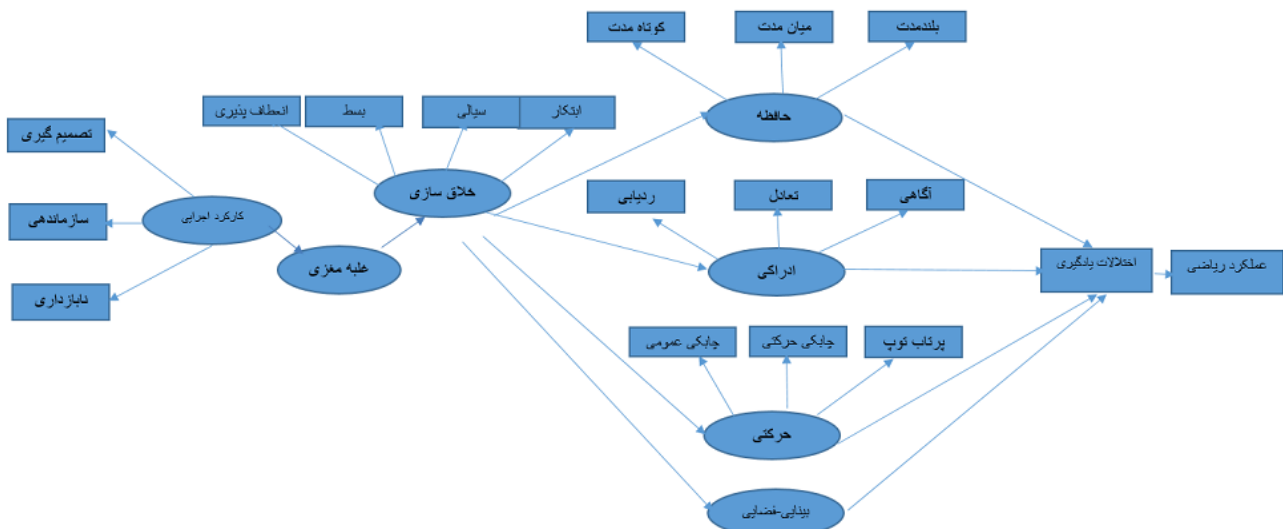 کوتاه مدت
میان مدت
بلندمدت
حافظه
انعطاف پذیری
بسط
سیالی
ابتکار
خلاق سازی
تصمیم گیری
سازماندهی
نابازداری
کارکرد اجرایی
غلبه مغزی
ردیابی
تعادل
آگاهی
ادراکی
چابکی عمومی
چابکی حرکتی
پرتاب توپ
حرکتی
بینایی-فضایی
اختلالات یادگیری
عملکرد ریاضی